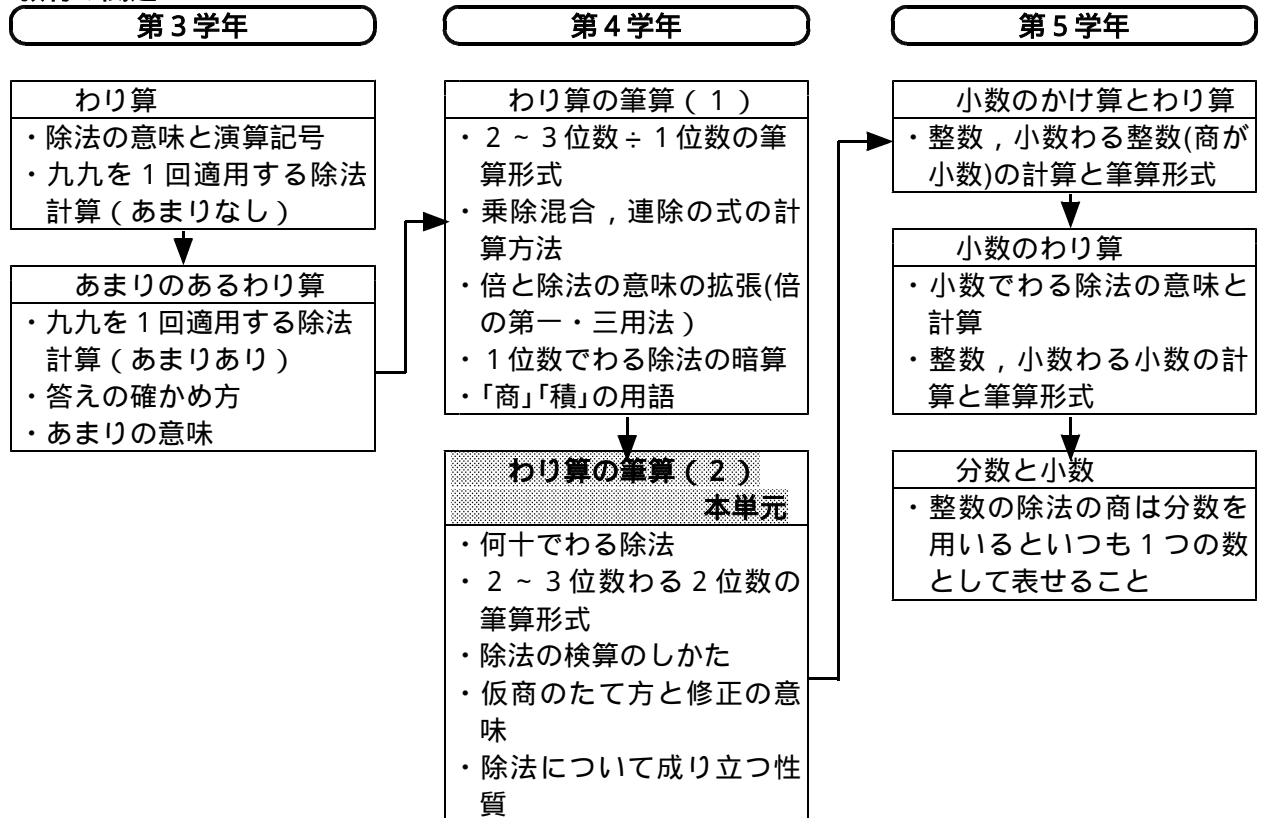 第3学年
わり算
・除法の意味と演算記号
・九九を1回適用する除法
計算(あまりなし)
あまりのあるわり算
・九九を1回適用する除法
計算(あまりあり)
・答えの確かめ方
・あまりの意味
第4学年
わり算の筆算(1)
・2~3位数÷1位数の筆
算形式
・乗除混合,連除の式の計
算方法
・倍と除法の意味の拡張(倍
の第一・三用法)
・1位数でわる除法の暗算
・「商」「積」の用語
わり算の筆算(2)
本単元
・何十でわる除法
・2~3位数わる2位数の
筆算形式
・除法の検算のしかた
・仮商のたて方と修正の意
味
・除法について成り立つ性
質
第5学年
小数のかけ算とわり算
・整数,小数わる整数(商が
小数)の計算と筆算形式
小数のわり算
・小数でわる除法の意味と
計算
・整数,小数わる小数の計
算と筆算形式
分数と小数
・整数の除法の商は分数を
用いるといつも1つの数
として表せること